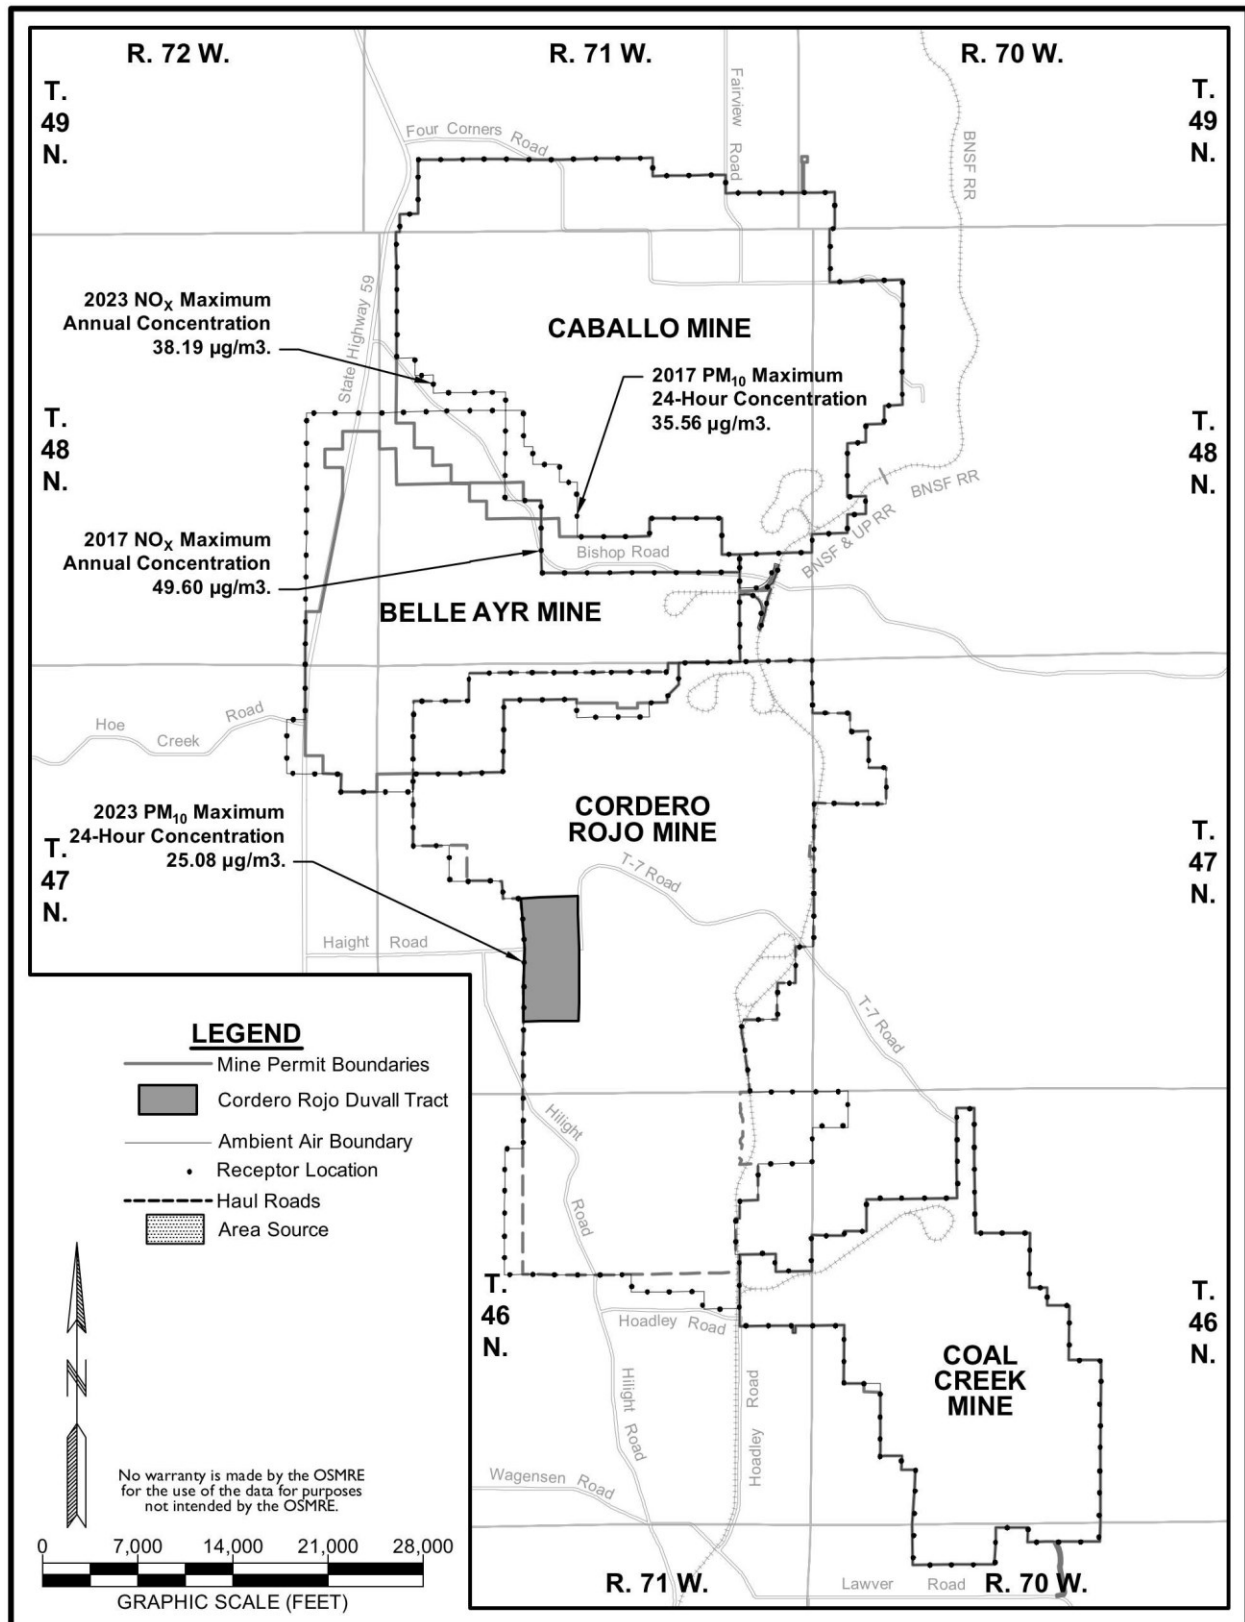 R. 72 W.
R. 71 W.
R. 70 W.
T.
49
N.
T.
49
N.
Four Corners Road
Fairview Road
BNSF RR
State Highway 59
2023 NOX Maximum
Annual Concentration
38.19 µg/m3.
CABALLO MINE
2017 PM10 Maximum
24-Hour Concentration
35.56 µg/m3.
T.
48
N.
T.
48
N.
BNSF RR
BNSF & UP RR
2017 NOX Maximum
Annual Concentration
49.60 µg/m3.
Bishop Road
BELLE AYR MINE
Hoe Creek Road
2023 PM10 Maximum
24-Hour Concentration
25.08 µg/m3.
CORDERO
ROJO MINE
T.
47
N.
T.
47
N.
T-7 Road
Haight Road
T-7 Road
LEGEND
Mine Permit Boundaries
Cordero Rojo Duvall Tract
Ambient Air Boundary
Receptor Location
Haul Roads
Area Source
Hilight Road
T.
46
N.
T.
46
N.
Hoadley Road
Hilight Road
Hoadley Road
COAL
CREEK
MINE
Wagensen Road
N
No warranty is made by the OSMRE
for the use of the data for purposes
not intended by the OSMRE.
0 7,000 14,000 21,000 28,000
GRAPHIC SCALE (FEET)
R. 71 W.
Lawver Road
R. 70 W.